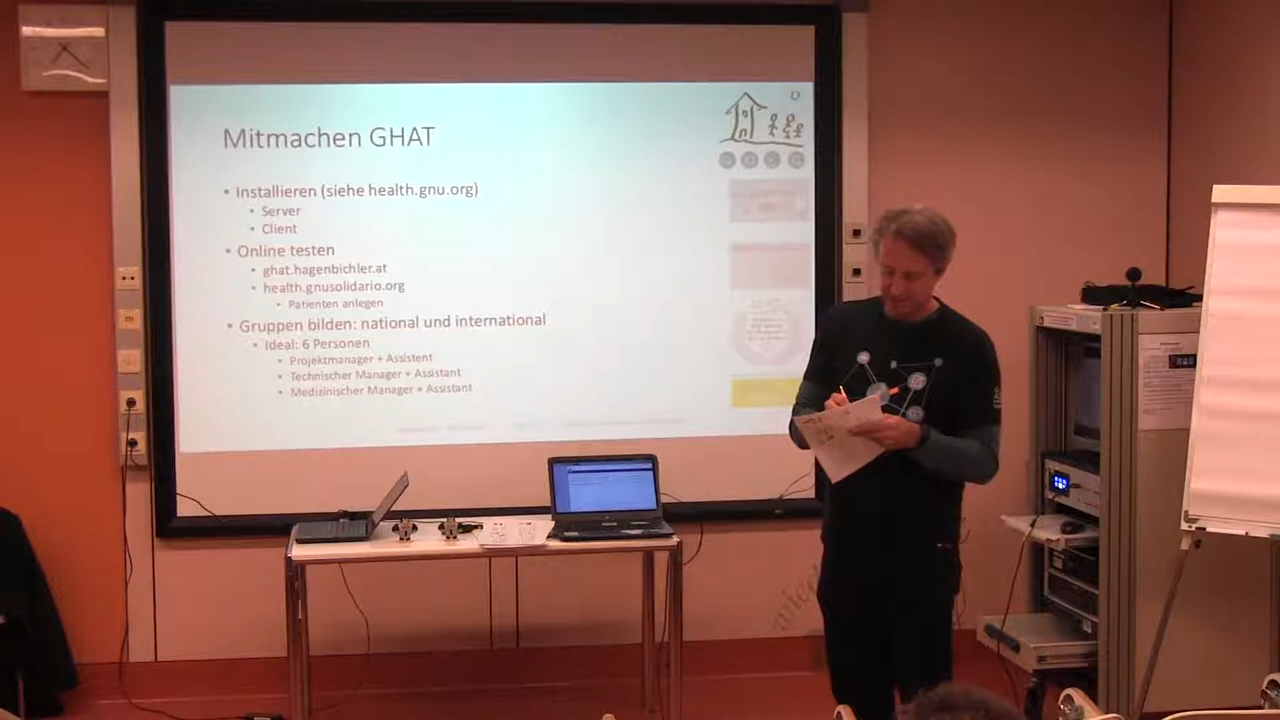 Mitmachen GHAT
• Installieren (siehe health.gnu.org)
• Server
• Client
• Online testen
• ghat.hagenbichler.at
• health.gnusolidario.org
• Patienten anlegen
• Gruppen bilden: national und international
• Ideal: 6 Personen
• Projektmanager + Assistent
• Technischer Manager + Assistant
• Medizinischer Manager + Assistant